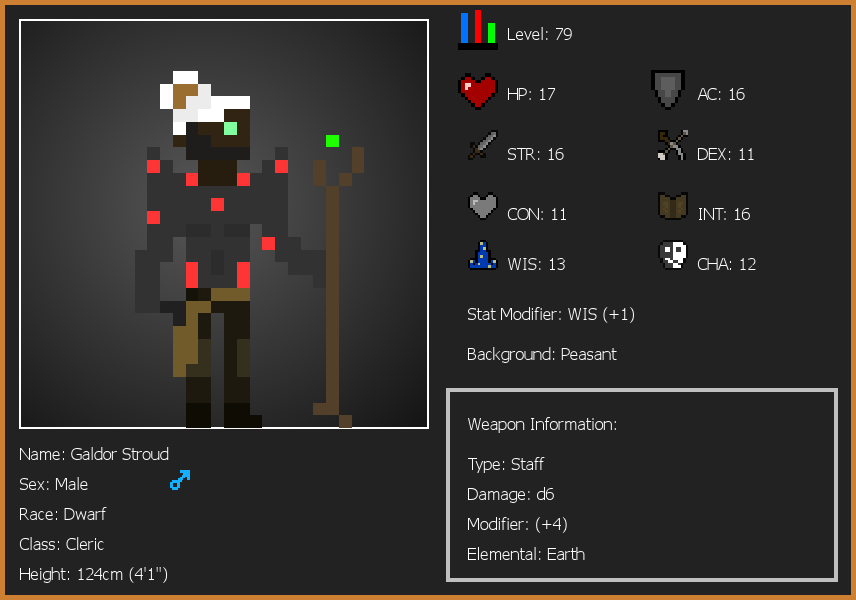 Level: 79
HP: 17
AC: 16
STR: 16
DEX: 11
CON: 11
INT: 16
WIS: 13
CHA: 12
Stat Modifier: WIS (+1)
Background: Peasant
Weapon Information:
Type: Staff
Damage: d6
Modifier: (+4)
Elemental: Earth
Name: Galdor Stroud
Sex: Male
Race: Dwarf
Class: Cleric
Height: 124cm (4'1")